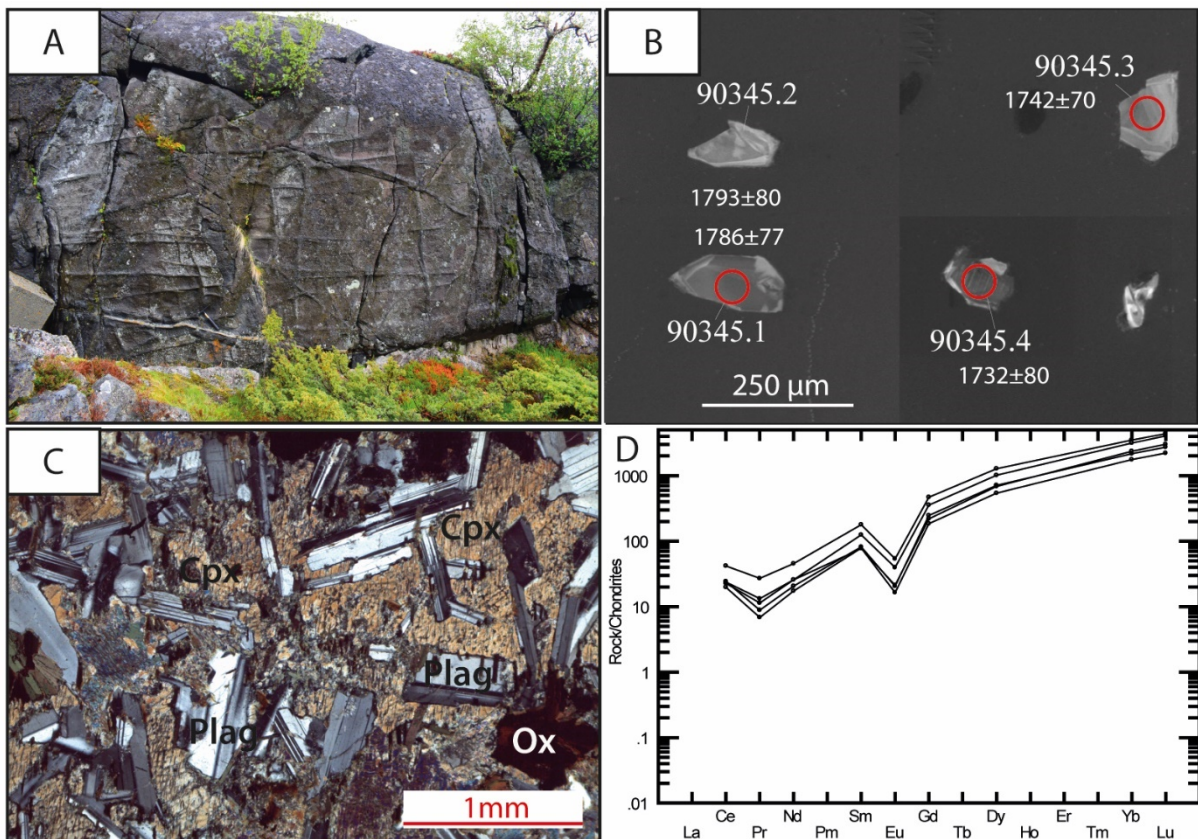 A
B
90345.2
1793±80
1786±77
90345.1
90345.3
1742±70
90345.4
1732±80
250 µm
C
Cpx
Cpx
Plag
Plag
Ox
1mm
D
Rock/Chondrites
1000
100
10
1
.1
.01
Ce Nd Sm Gd Dy Er Yb
La Pr Pm Eu Tb Ho Tm Lu